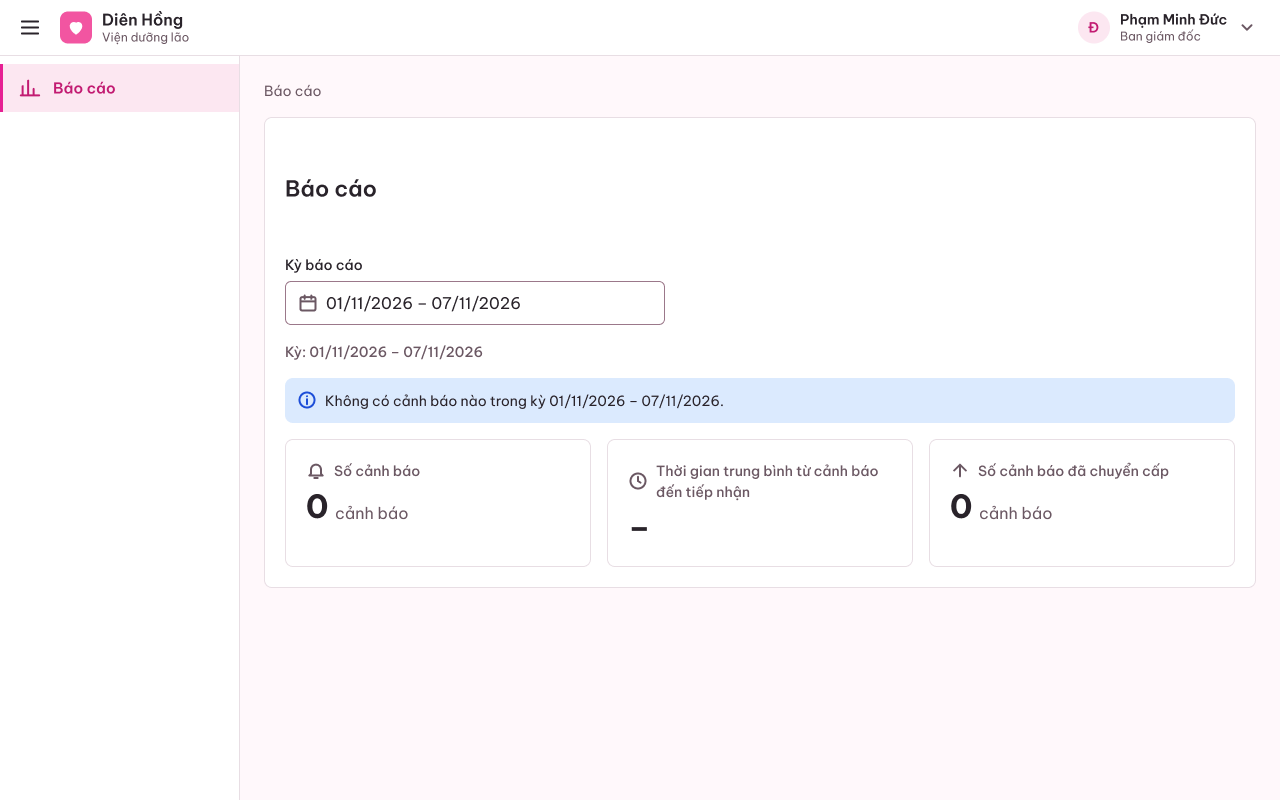 Diên Hồng
Viện dưỡng lão
Đ
Phạm Minh Đức
Ban giám đốc
Báo cáo
Báo cáo
Báo cáo
Kỳ báo cáo
01/11/2026 – 07/11/2026
Kỳ: 01/11/2026 – 07/11/2026
Không có cảnh báo nào trong kỳ 01/11/2026 – 07/11/2026.
Số cảnh báo
0 cảnh báo
Thời gian trung bình từ cảnh báo
đến tiếp nhận
–
Số cảnh báo đã chuyển cấp
0 cảnh báo